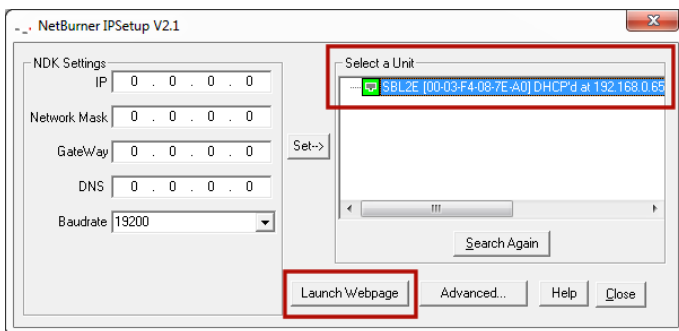 NetBurner IPSetup V2.1
NDK Settings
IP 0 . 0 . 0 . 0
Network Mask 0 . 0 . 0 . 0
GateWay 0 . 0 . 0 . 0
DNS 0 . 0 . 0 . 0
Baudrate 19200
Set-->
Select a Unit
SBL2E [00-03-F4-08-7E-A0] DHCP'd at 192.168.0.65
Search Again
Launch Webpage Advanced... Help Close